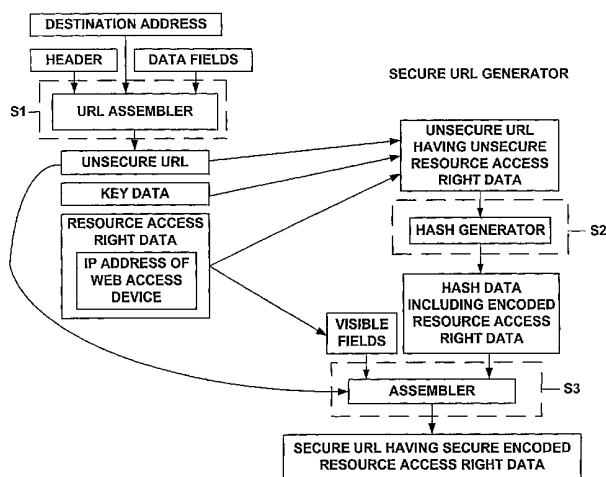 DESTINATION ADDRESS
HEADER
DATA FIELDS
S1
URL ASSEMBLER
UNSECURE URL
KEY DATA
RESOURCE ACCESS
RIGHT DATA
IP ADDRESS OF
WEB ACCESS
DEVICE
SECURE URL GENERATOR
UNSECURE URL
HAVING UNSECURE
RESOURCE ACCESS
RIGHT DATA
HASH GENERATOR
S2
HASH DATA
INCLUDING ENCODED
RESOURCE ACCESS
RIGHT DATA
VISIBLE
FIELDS
ASSEMBLER
S3
SECURE URL HAVING SECURE ENCODED
RESOURCE ACCESS RIGHT DATA